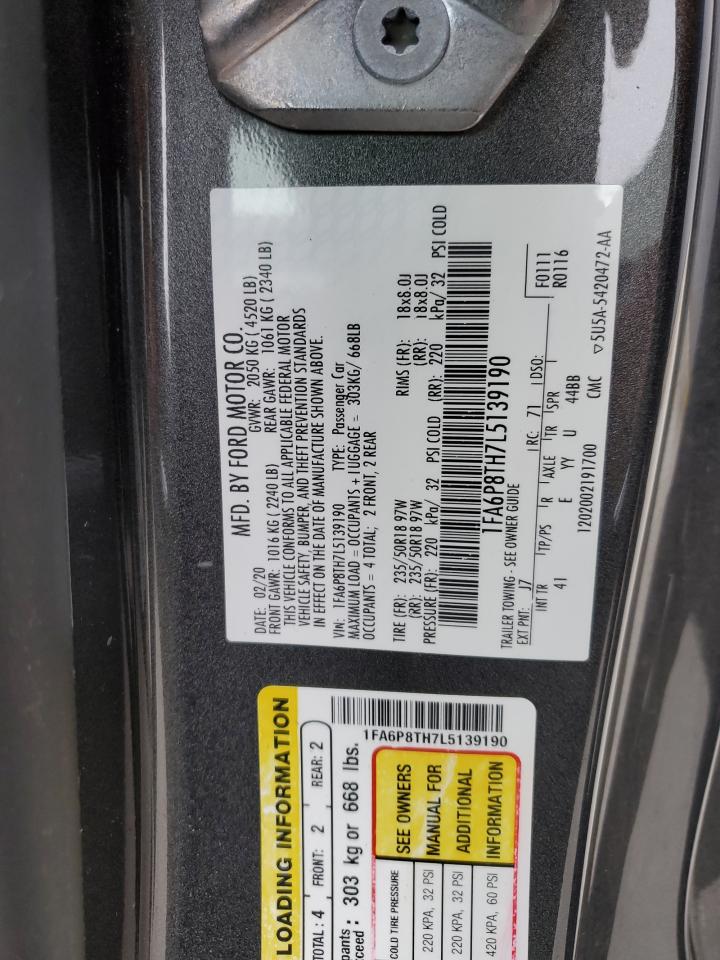 MFD. BY FORD MOTOR CO.
DATE: 02/20 GVWR: 2050 KG ( 4520 LB)
FRONT GAWR: 1016 KG (2240 LB) REAR GAWR: 1061 KG ( 2340 LB)
THIS VEHICLE CONFORMS TO ALL APPLICABLE FEDERAL MOTOR
VEHICLE SAFETY, BUMPER, AND THEFT PREVENTION STANDARDS
IN EFFECT ON THE DATE OF MANUFACTURE SHOWN ABOVE.
VIN: 1FA6P8TH7L5139190 TYPE: Passenger Car
MAXIMUM LOAD = OCCUPANTS + LUGGAGE = 303KG/ 668LB
OCCUPANTS = 4 TOTAL; 2 FRONT, 2 REAR
TIRE (FR): 235/50R18 97W RIMS (FR): 18x8.0J
(RR): 235/50R18 97W (RR): 18x8.0J
PRESSURE (FR): 220 kPa/ 32 PSI COLD (RR): 220 kPa/ 32 PSI COLD
1FA6P8TH7L5139190
TRAILER TOWING - SEE OWNER GUIDE
EXT PNT: J7 RC: 71 DSO: F0111
INT TR TP/PS R AXLE TR SPR R0116
41 E YY U 44BB
1202002191700 CMC ▽5U5A-5420472-AA
LOADING INFORMATION
TOTAL: 4 FRONT: 2 REAR: 2
pants
xceed : 303 kg or 668 lbs.
1FA6P8TH7L5139190
COLD TIRE PRESSURE SEE OWNERS
220 KPA, 32 PSI MANUAL FOR
220 KPA, 32 PSI ADDITIONAL
420 KPA, 60 PSI INFORMATION